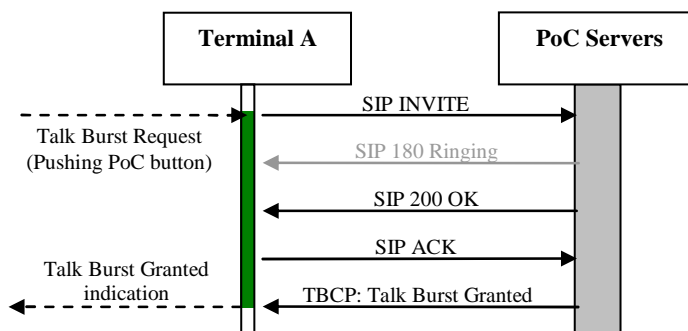 Terminal A
PoC Servers
SIP INVITE
Talk Burst Request
(Pushing PoC button)
SIP 180 Ringing
SIP 200 OK
SIP ACK
Talk Burst Granted
indication
TBCP: Talk Burst Granted